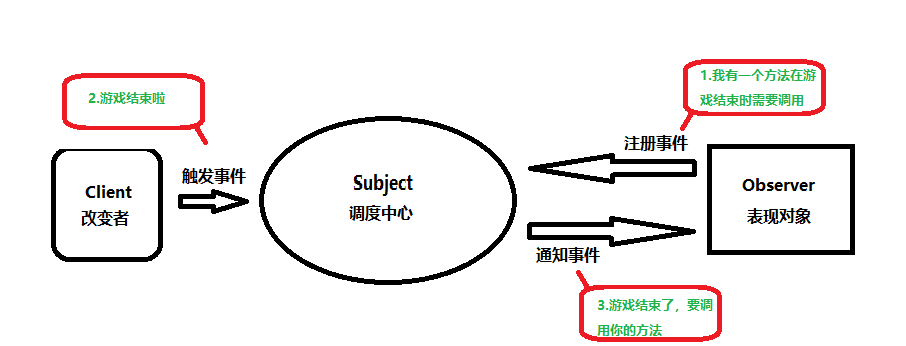 1.我有一个方法在游
戏结束时需要调用
2.游戏结束啦
注册事件
触发事件
Client
改变者
Subject
调度中心
Observer
表现对象
通知事件
3.游戏结束了，要调
用你的方法